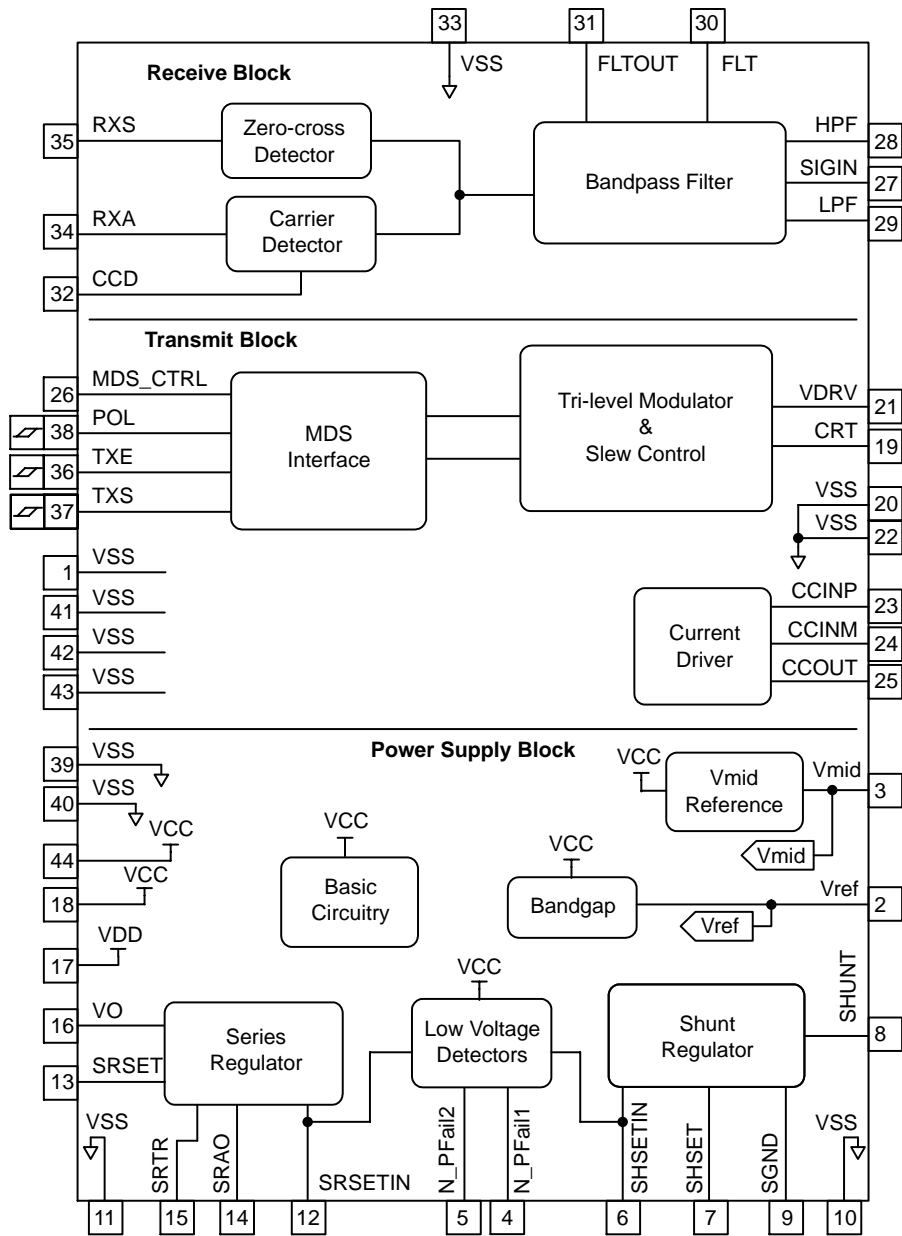 33
31
30
VSS
FLTOUT
FLT
Receive Block
35
RXS
Zero-cross
Detector
Bandpass Filter
HPF
28
SIGIN
27
LPF
29
34
RXA
Carrier
Detector
32
CCD
Transmit Block
26
MDS_CTRL
38
POL
36
TXE
37
TXS
MDS
Interface
Tri-level Modulator
&
Slew Control
VDRV
21
CRT
19
VSS
20
VSS
22
1
VSS
41
VSS
42
VSS
43
VSS
Current
Driver
CCINP
23
CCINM
24
CCOUT
25
Power Supply Block
39
VSS
40
VSS
44
VCC
18
VCC
17
VDD
VCC
Basic
Circuitry
VCC
Vmid
Reference
Vmid
3
Vmid
VCC
Bandgap
Vref
2
Vref
16
VO
13
SRSET
Series
Regulator
VCC
Low Voltage
Detectors
Shunt
Regulator
SHUNT
8
VSS
SRTR
SRAO
SRSETIN
N_PFail2
N_PFail1
SHSETIN
SHSET
SGND
VSS
11
15
14
12
5
4
6
7
9
10